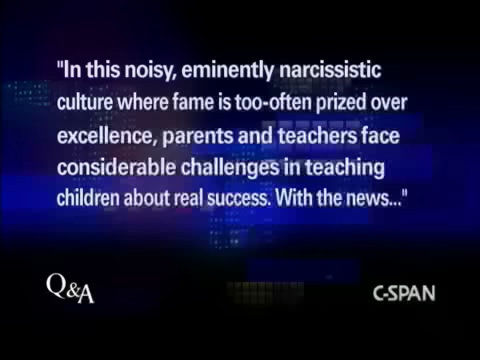 "In this noisy, eminently narcissistic
culture where fame is too-often prized over
excellence, parents and teachers face
considerable challenges in teaching
children about real success. With the news..."
Q&A
C-SPAN